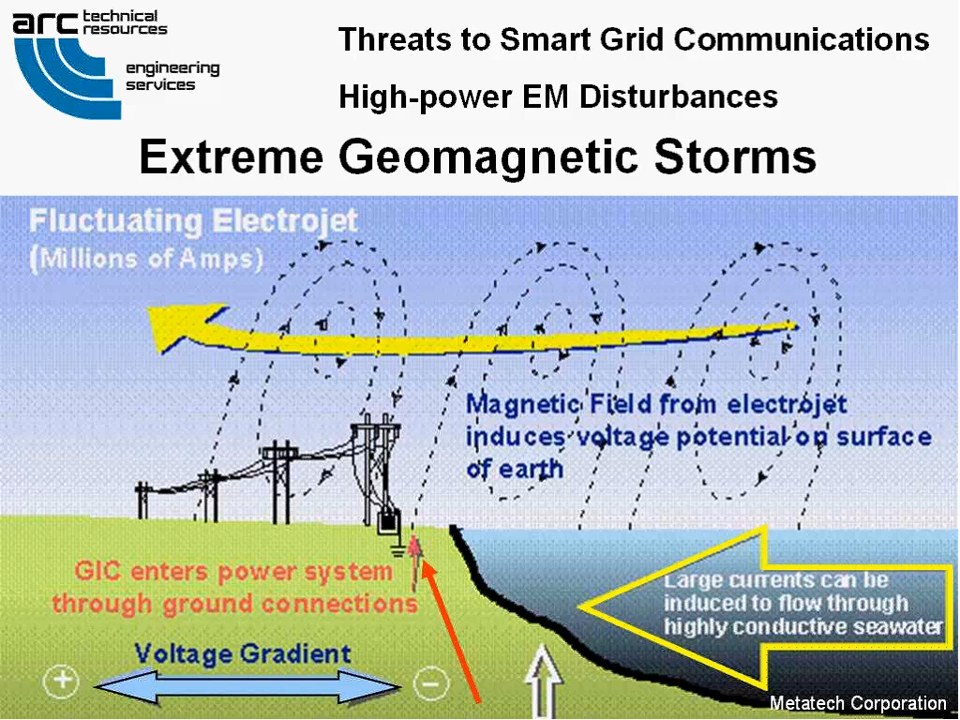 arc technical
resources
engineering
services
Threats to Smart Grid Communications
High-power EM Disturbances
Extreme Geomagnetic Storms
Fluctuating Electrojet
(Millions of Amps)
Magnetic Field from electrojet
induces voltage potential on surface
of earth
GIC enters power system
through ground connections
Large currents can be
induced to flow through
highly conductive seawater
Voltage Gradient
+
−
Metatech Corporation